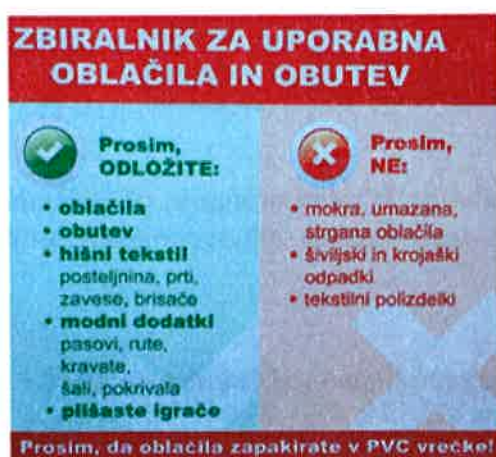 ZBIRALNIK ZA UPORABNA
OBLAČILA IN OBUTEV
Prosim,
ODLOŽITE:
• oblačila
• obutev
• hišni tekstil
posteljnina, prti,
zavese, brisače
• modni dodatki
pasovi, rute,
kravate,
šali, pokrivala
• plišaste igrače
Prosim,
NE:
• mokra, umazana,
strgana oblačila
• šiviljski in krojaški
odpadki
• tekstilni polizdelki
Prosim, da oblačila zapakirate v PVC vrečke!